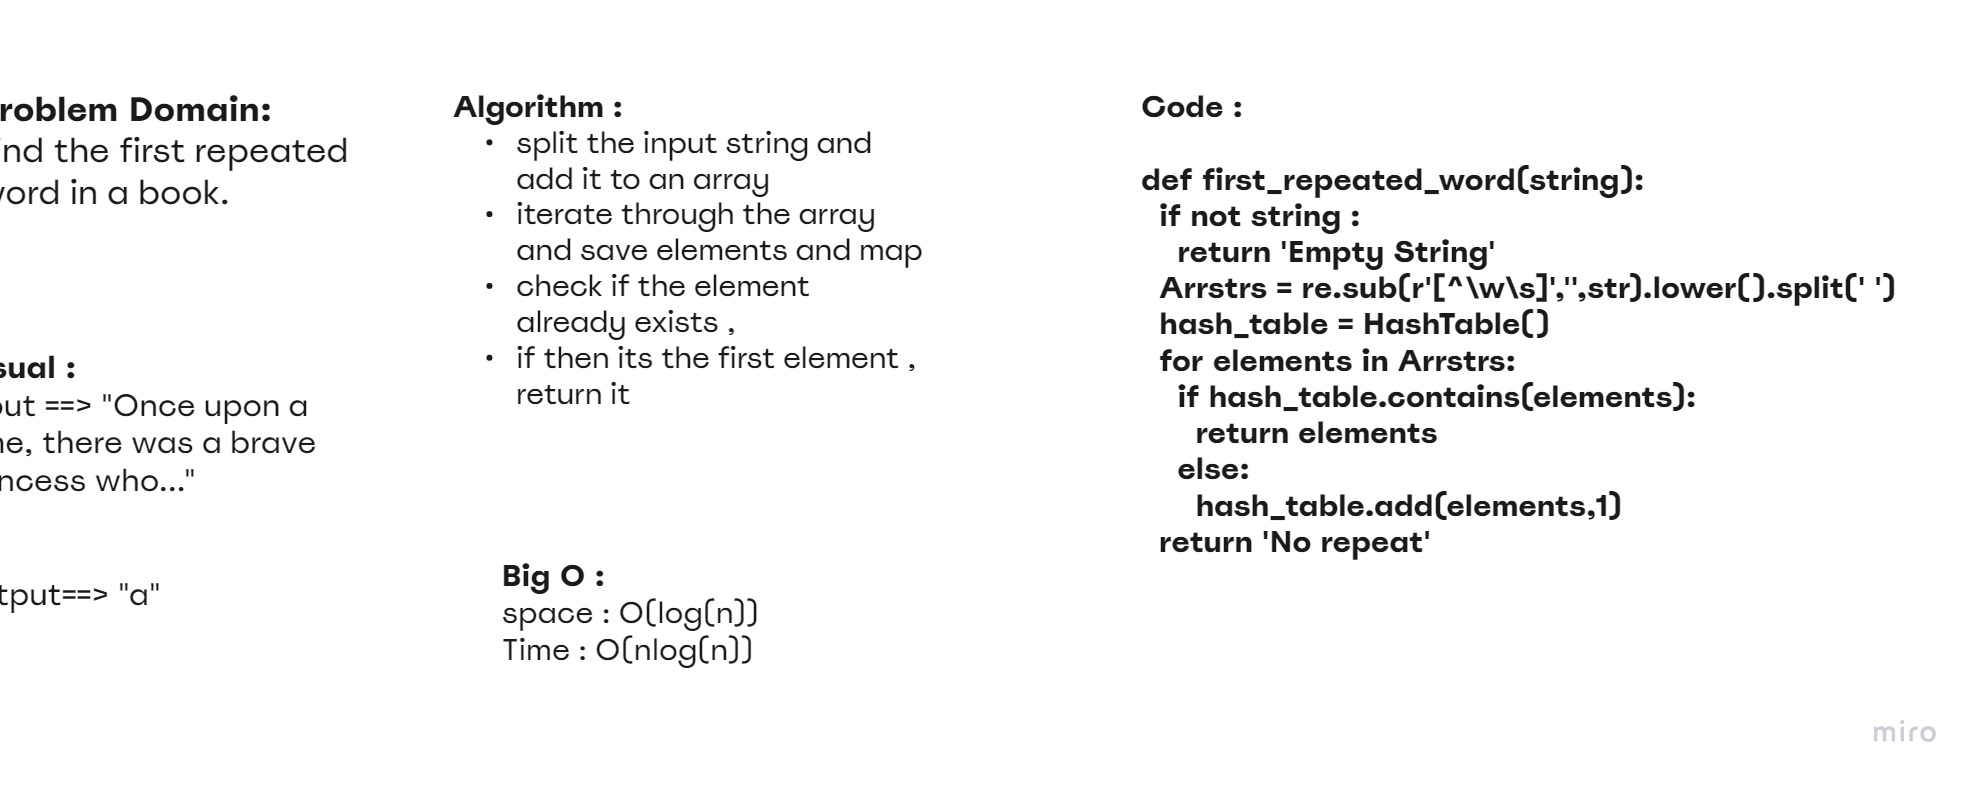 roblem Domain:
nd the first repeated
ord in a book.
sual :
out ==> "Once upon a
ne, there was a brave
ncess who..."
tput==> "a"
Algorithm :
• split the input string and
add it to an array
• iterate through the array
and save elements and map
• check if the element
already exists ,
• if then its the first element ,
return it
Big O :
space : O(log(n))
Time : O(nlog(n))
Code :
def first_repeated_word(string):
if not string :
return 'Empty String'
Arrstrs = re.sub(r'[^\w\s]','',str).lower().split(' ')
hash_table = HashTable()
for elements in Arrstrs:
if hash_table.contains(elements):
return elements
else:
hash_table.add(elements,1)
return 'No repeat'
miro